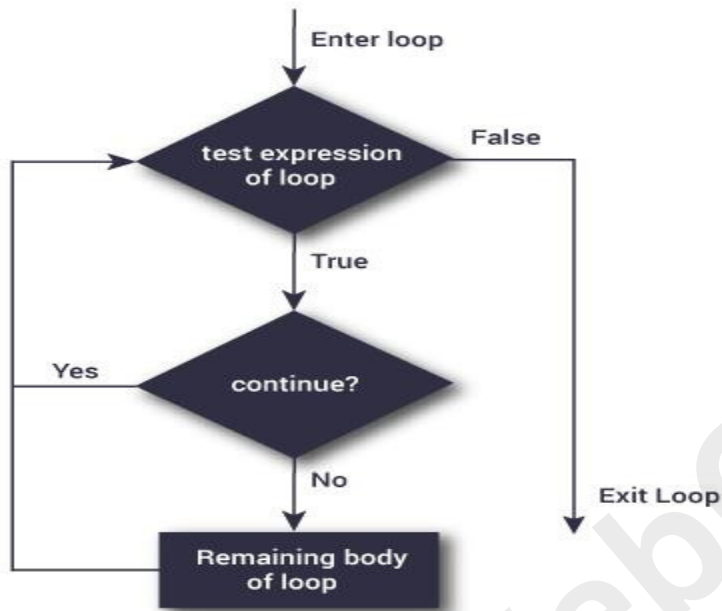 Enter loop
test expression
of loop
False
True
Yes
continue?
No
Exit Loop
Remaining body
of loop